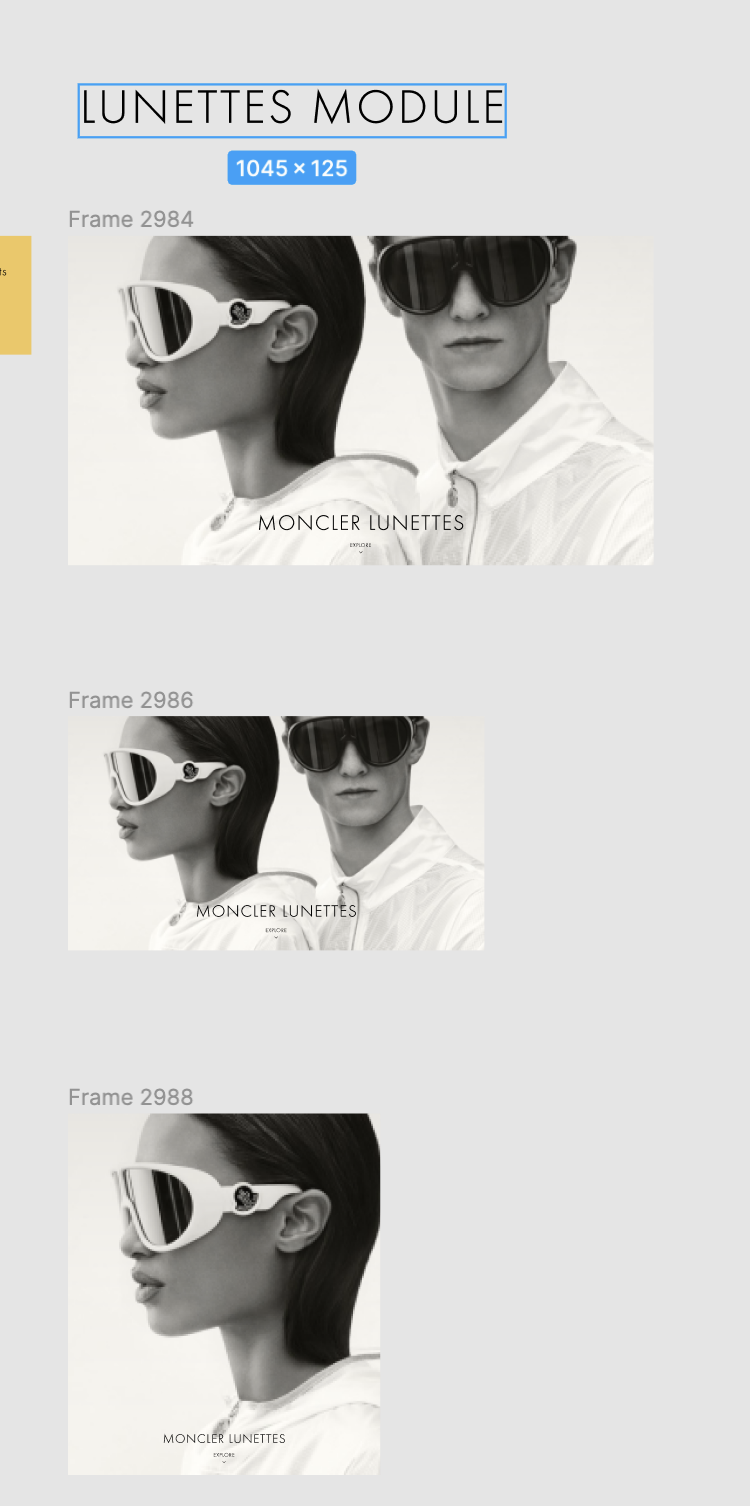 LUNETTES MODULE
1045 × 125
Frame 2984
ts
MONCLER LUNETTES
EXPLORE
Frame 2986
MONCLER LUNETTES
EXPLORE
Frame 2988
MONCLER LUNETTES
EXPLORE